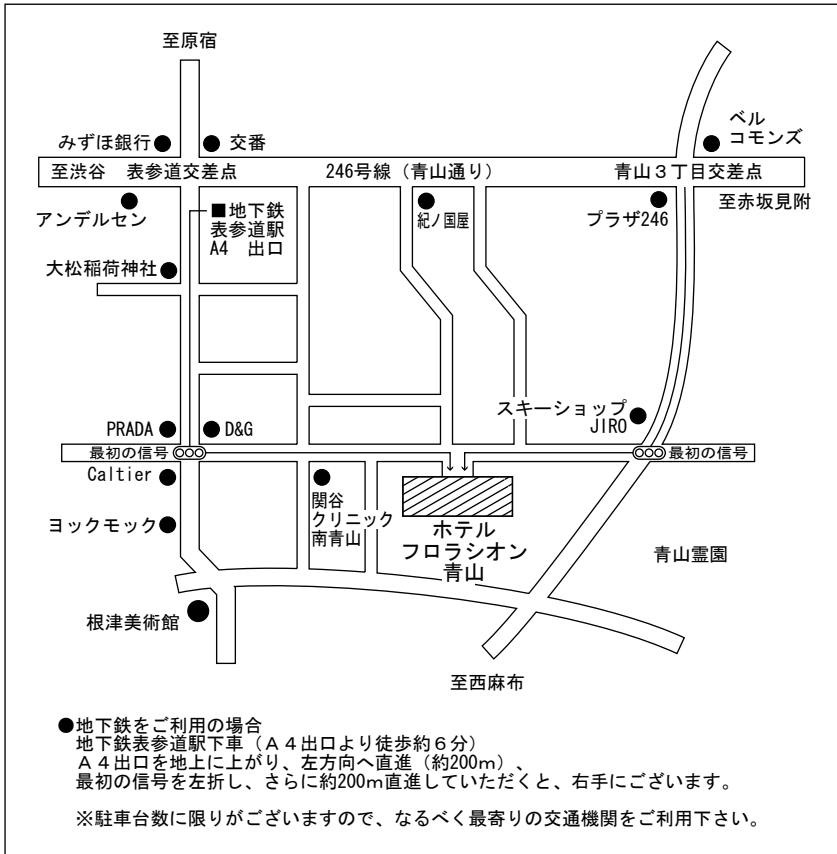 至原宿
みずほ銀行
交番
ベル
コモンズ
至渋谷
表参道交差点
246号線（青山通り）
青山３丁目交差点
至赤坂見附
アンデルセン
■地下鉄
表参道駅
A4 出口
紀ノ国屋
プラザ246
大松稲荷神社
スキーショップ
JIRO
PRADA
D&G
最初の信号
最初の信号
Caltier
関谷
クリニック
南青山
ホテル
フロラシオン
青山
ヨックモック
青山霊園
根津美術館
至西麻布
●地下鉄をご利用の場合
地下鉄表参道駅下車（Ａ４出口より徒歩約６分）
Ａ４出口を地上に上がり、左方向へ直進（約200ｍ）、
最初の信号を左折し、さらに約200ｍ直進していただくと、右手にございます。
※駐車台数に限りがございますので、なるべく最寄りの交通機関をご利用下さい。